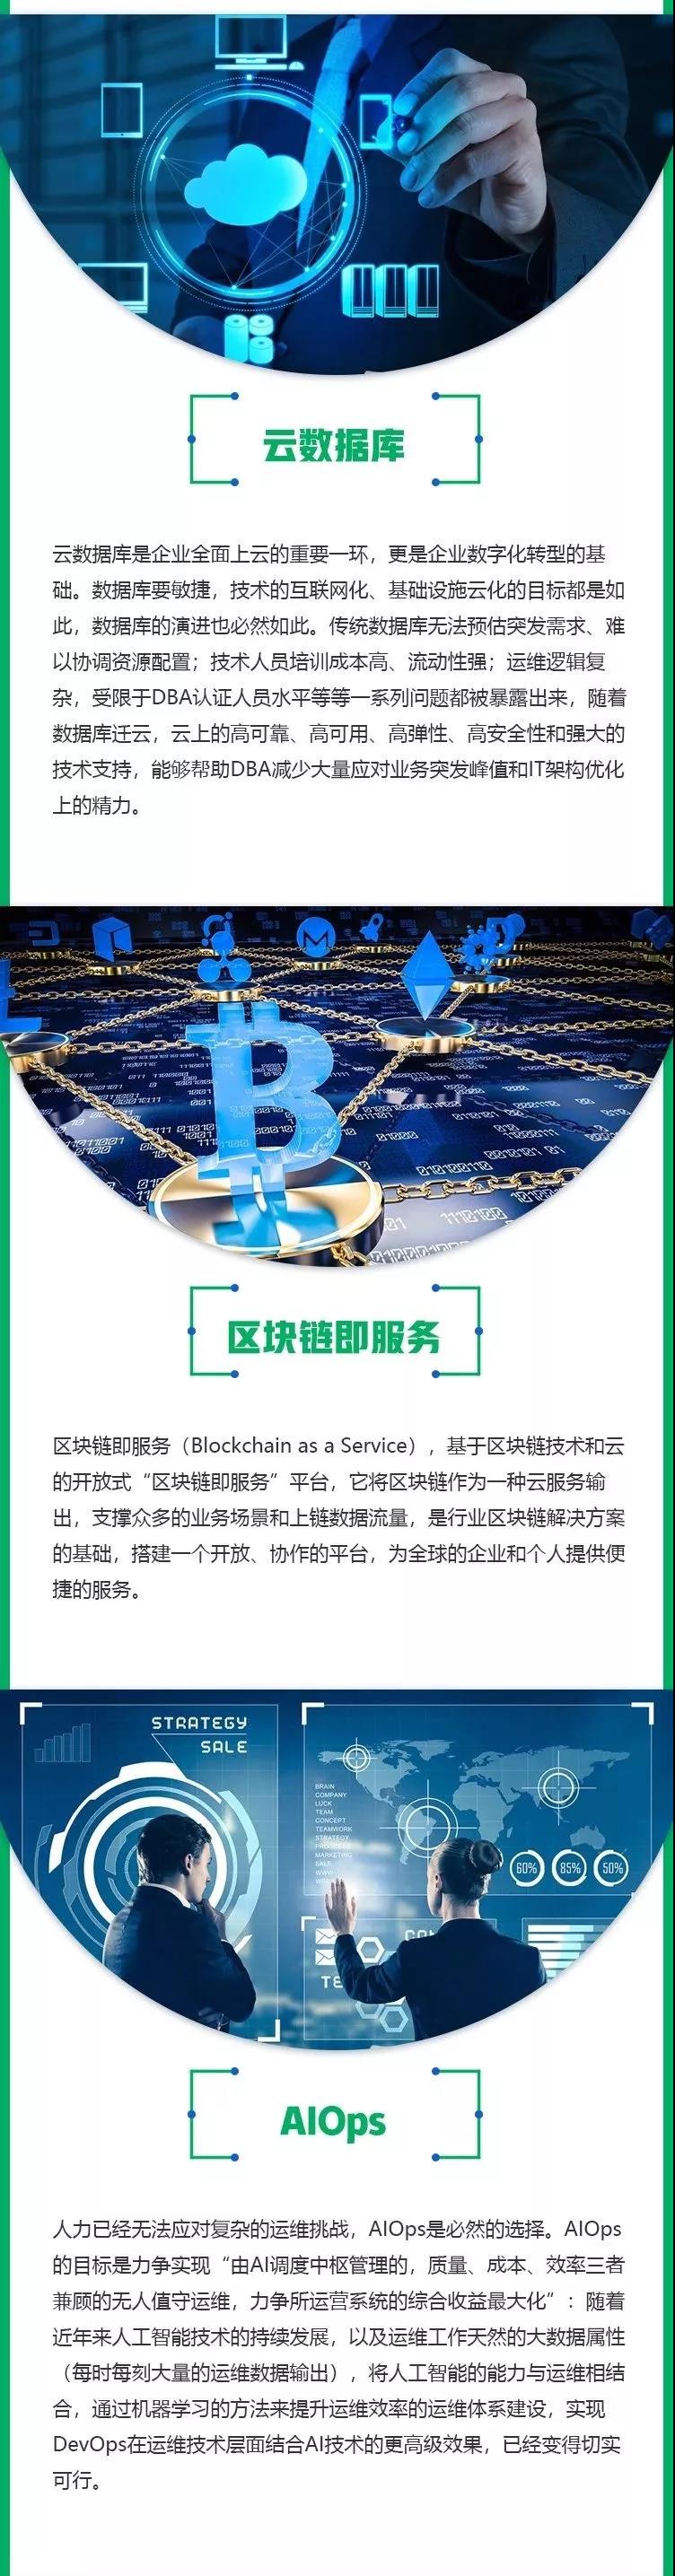 云数据库
云数据库是企业全面上云的重要一环，更是企业数字化转型的基
础。数据库要敏捷，技术的互联网化、基础设施云化的目标都是如
此，数据库的演进也必然如此。传统数据库无法预估突发需求、难
以协调资源配置；技术人员培训成本高、流动性强；运维逻辑复
杂，受限于DBA认证人员水平等等一系列问题都被暴露出来，随着
数据库迁云，云上的高可靠、高可用、高弹性、高安全性和强大的
技术支持，能够帮助DBA减少大量应对业务突发峰值和IT架构优化
上的精力。
区块链即服务
区块链即服务（Blockchain as a Service），基于区块链技术和云
的开放式“区块链即服务”平台，它将区块链作为一种云服务输
出，支撑众多的业务场景和上链数据流量，是行业区块链解决方案
的基础，搭建一个开放、协作的平台，为全球的企业和个人提供便
捷的服务。
STRATEGY
SALE
BRAIN
COMPANY
LUCK
TEAM
CONCEPT
TEAMWORK
STRATEGY
PROGRESS
MARKETING
SALE
60% 85% 50%
AIOps
人力已经无法应对复杂的运维挑战，AIOps是必然的选择。AIOps
的目标是力争实现“由AI调度中枢管理的，质量、成本、效率三者
兼顾的无人值守运维，力争所运营系统的综合收益最大化”：随着
近年来人工智能技术的持续发展，以及运维工作天然的大数据属性
（每时每刻大量的运维数据输出），将人工智能的能力与运维相结
合，通过机器学习的方法来提升运维效率的运维体系建设，实现
DevOps在运维技术层面结合AI技术的更高级效果，已经变得切实
可行。